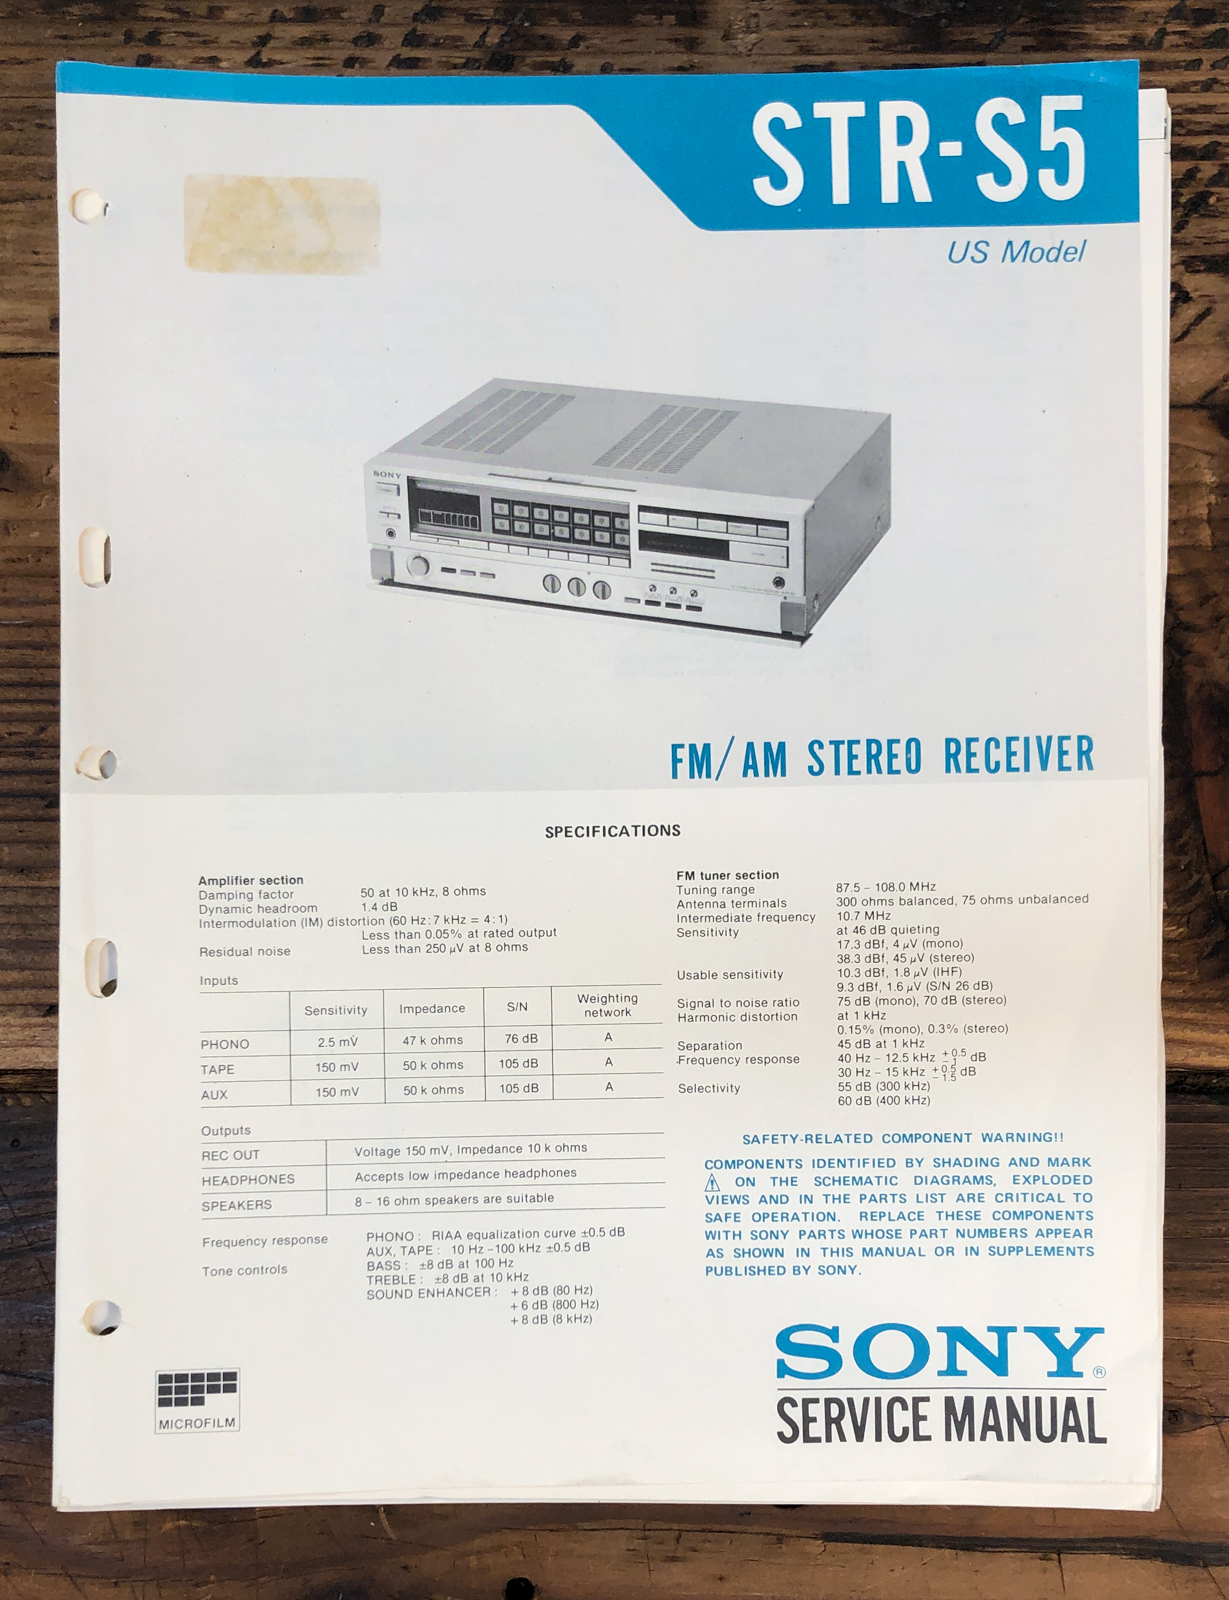 STR-S5
US Model
SONY
FM/AM STEREO RECEIVER
SPECIFICATIONS
Amplifier section
Damping factor 50 at 10 kHz, 8 ohms
Dynamic headroom 1.4 dB
Intermodulation (IM) distortion (60 Hz:7 kHz = 4:1)
Less than 0.05% at rated output
Residual noise Less than 250 µV at 8 ohms
Inputs
Sensitivity Impedance S/N Weighting network
PHONO 2.5 mV 47 k ohms 76 dB A
TAPE 150 mV 50 k ohms 105 dB A
AUX 150 mV 50 k ohms 105 dB A
Outputs
REC OUT Voltage 150 mV, Impedance 10 k ohms
HEADPHONES Accepts low impedance headphones
SPEAKERS 8 – 16 ohm speakers are suitable
Frequency response PHONO : RIAA equalization curve ±0.5 dB
AUX, TAPE : 10 Hz –100 kHz ±0.5 dB
Tone controls BASS : ±8 dB at 100 Hz
TREBLE : ±8 dB at 10 kHz
SOUND ENHANCER : + 8 dB (80 Hz)
+ 6 dB (800 Hz)
+ 8 dB (8 kHz)
FM tuner section
Tuning range 87.5 – 108.0 MHz
Antenna terminals 300 ohms balanced, 75 ohms unbalanced
Intermediate frequency 10.7 MHz
Sensitivity at 46 dB quieting
17.3 dBf, 4 µV (mono)
38.3 dBf, 45 µV (stereo)
Usable sensitivity 10.3 dBf, 1.8 µV (IHF)
9.3 dBf, 1.6 µV (S/N 26 dB)
Signal to noise ratio 75 dB (mono), 70 dB (stereo)
Harmonic distortion at 1 kHz
0.15% (mono), 0.3% (stereo)
Separation 45 dB at 1 kHz
Frequency response 40 Hz – 12.5 kHz +0.5 −1 dB
30 Hz – 15 kHz +0.5 −1.5 dB
Selectivity 55 dB (300 kHz)
60 dB (400 kHz)
SAFETY-RELATED COMPONENT WARNING!!
COMPONENTS IDENTIFIED BY SHADING AND MARK
⚠ ON THE SCHEMATIC DIAGRAMS, EXPLODED
VIEWS AND IN THE PARTS LIST ARE CRITICAL TO
SAFE OPERATION. REPLACE THESE COMPONENTS
WITH SONY PARTS WHOSE PART NUMBERS APPEAR
AS SHOWN IN THIS MANUAL OR IN SUPPLEMENTS
PUBLISHED BY SONY.
MICROFILM
SONY®
SERVICE MANUAL